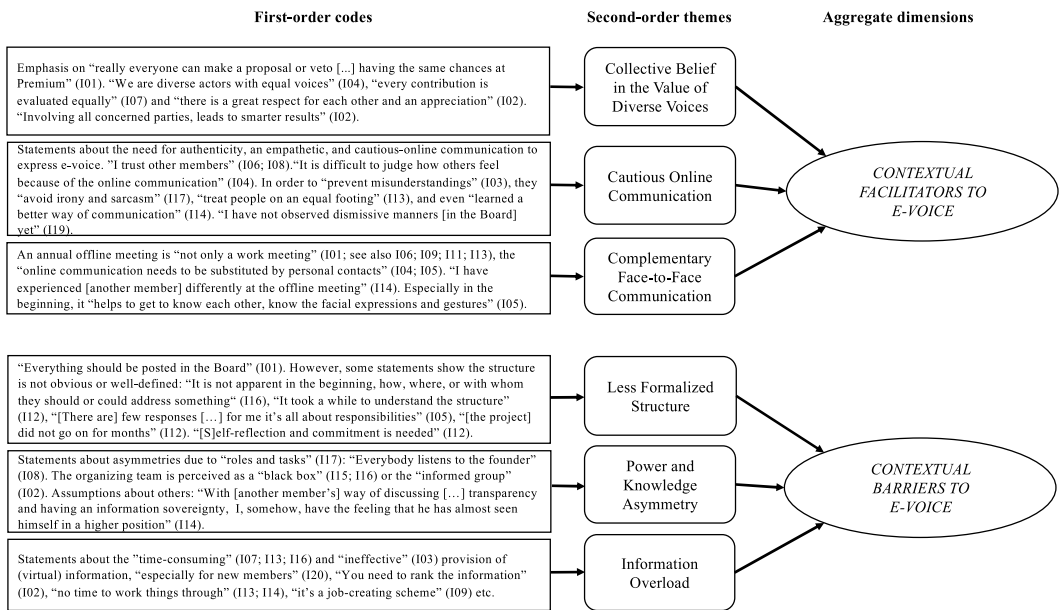 First-order codes
Second-order themes
Aggregate dimensions
Emphasis on “really everyone can make a proposal or veto [...] having the same chances at
Premium” (I01). “We are diverse actors with equal voices” (I04), “every contribution is
evaluated equally” (I07) and “there is a great respect for each other and an appreciation” (I02).
“Involving all concerned parties, leads to smarter results” (I02).
Collective Belief
in the Value of
Diverse Voices
Statements about the need for authenticity, an empathetic, and cautious-online communication to
express e-voice. ”I trust other members” (I06; I08).“It is difficult to judge how others feel
because of the online communication” (I04). In order to “prevent misunderstandings” (I03), they
“avoid irony and sarcasm” (I17), “treat people on an equal footing” (I13), and even “learned a
better way of communication” (I14). “I have not observed dismissive manners [in the Board]
yet” (I19).
Cautious Online
Communication
CONTEXTUAL
FACILITATORS TO
E-VOICE
An annual offline meeting is “not only a work meeting” (I01; see also I06; I09; I11; I13), the
“online communication needs to be substituted by personal contacts” (I04; I05). “I have
experienced [another member] differently at the offline meeting” (I14). Especially in the
beginning, it “helps to get to know each other, know the facial expressions and gestures” (I05).
Complementary
Face-to-Face
Communication
“Everything should be posted in the Board” (I01). However, some statements show the structure
is not obvious or well-defined: “It is not apparent in the beginning, how, where, or with whom
they should or could address something“ (I16), “It took a while to understand the structure”
(I12), “[There are] few responses […] for me it’s all about responsibilities” (I05), “[the project]
did not go on for months” (I12). “[S]elf-reflection and commitment is needed” (I12).
Less Formalized
Structure
Statements about asymmetries due to “roles and tasks” (I17): “Everybody listens to the founder”
(I08). The organizing team is perceived as a “black box” (I15; I16) or the “informed group”
(I02). Assumptions about others: “With [another member’s] way of discussing […] transparency
and having an information sovereignty,  I, somehow, have the feeling that he has almost seen
himself in a higher position” (I14).
Power and
Knowledge
Asymmetry
CONTEXTUAL
BARRIERS TO
E-VOICE
Statements about the ”time-consuming” (I07; I13; I16) and “ineffective” (I03) provision of
(virtual) information, “especially for new members” (I20), “You need to rank the information”
(I02), “no time to work things through” (I13; I14), “it’s a job-creating scheme” (I09) etc.
Information
Overload